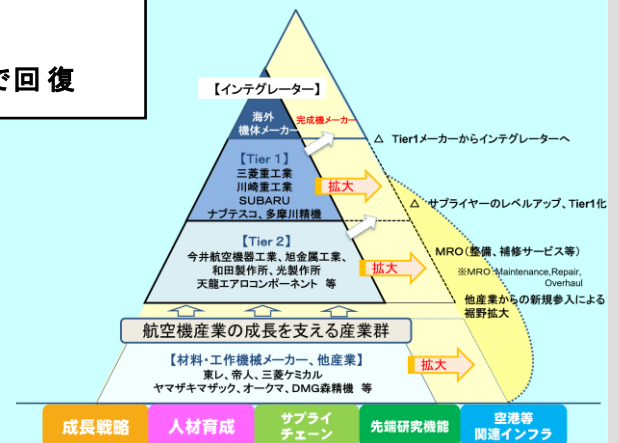 で回復
【インテグレーター】
海外
機体メーカー
完成機メーカー
△ Tier1メーカーからインテグレーターへ
【Tier 1】
三菱重工業
川崎重工業
SUBARU
ナブテスコ、多摩川精機
拡大
△ サプライヤーのレベルアップ、Tier1化
【Tier 2】
今井航空機器工業、旭金属工業、
和田製作所、光製作所
天龍エアロコンポーネント 等
拡大
MRO(整備、補修サービス等)
※MRO:Maintenance,Repair,
Overhaul
他産業からの新規参入による
裾野拡大
航空機産業の成長を支える産業群
【材料・工作機械メーカー、他産業】
東レ、帝人、三菱ケミカル
ヤマザキマザック、オークマ、DMG森精機 等
拡大
成長戦略
人材育成
サプライ
チェーン
先端研究機能
空港等
関連インフラ